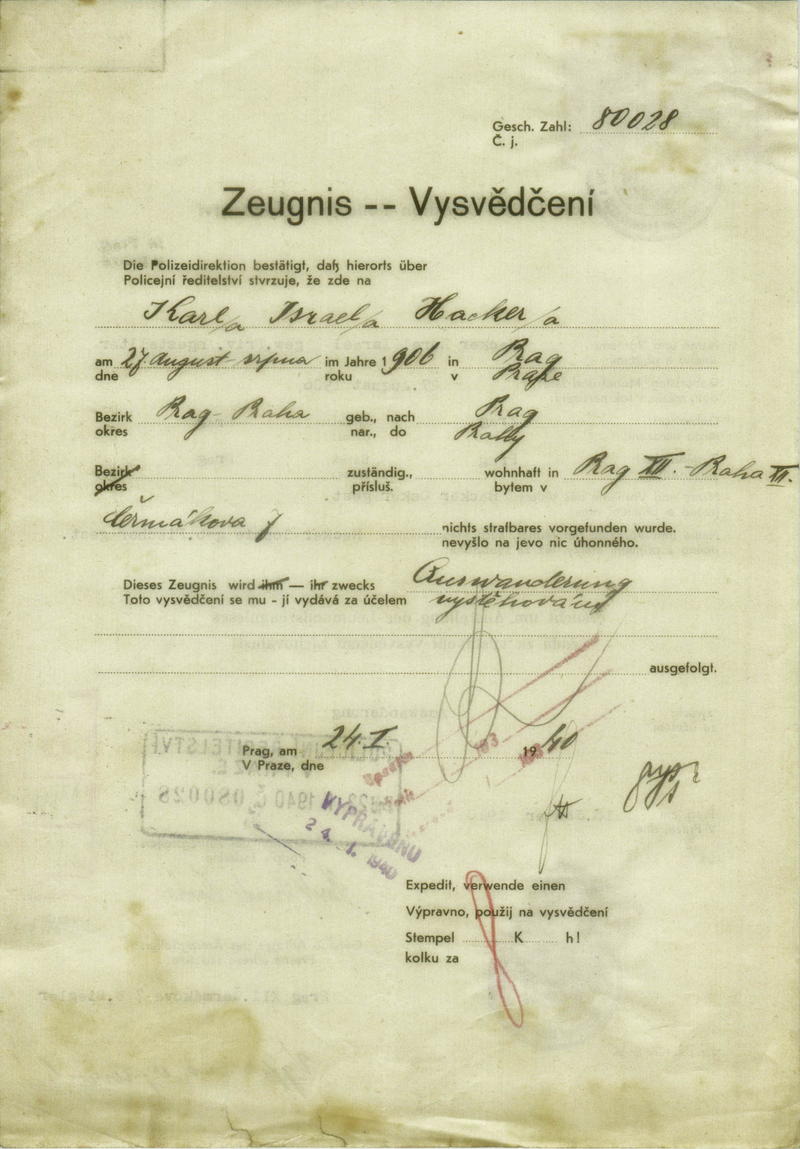 Gesch. Zahl: 80028
Č. j.
Zeugnis -- Vysvědčení
Die Polizeidirektion bestätigt, daß hierorts über
Policejní ředitelství stvrzuje, že zde na
Karl/a Israel/a Hacker/a
am 27 august srpna im Jahre 1906 in Prag
dne roku v Praze
Bezirk Prag-Praha geb., nach Prag
okres nar., do Prahy
Bezirk zuständig., wohnhaft in Prag XII.-Praha XII.
okres přísluš. bytem v
Čermákova 7 nichts strafbares vorgefunden wurde.
nevyšlo na jevo nic úhonného.
Dieses Zeugnis wird ihm — ihr zwecks Auswanderung
Toto vysvědčení se mu - jí vydává za účelem vystěhování
ausgefolgt.
Prag, am 24.I. 1940
V Praze, dne
1940 Č 080028
VYPRAVENO
24. 1. 1940
Expedit, verwende einen
Výpravno, použij na vysvědčení
Stempel K h!
kolku za